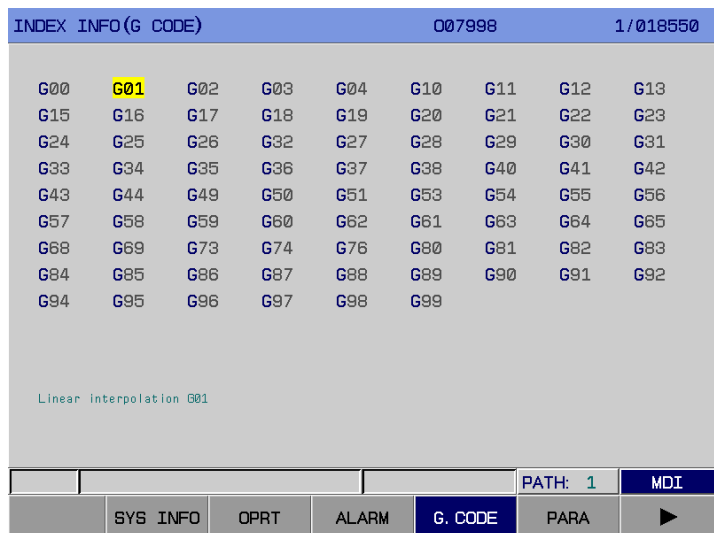 INDEX INFO(G CODE) O07998 1/018550
G00 G01 G02 G03 G04 G10 G11 G12 G13
G15 G16 G17 G18 G19 G20 G21 G22 G23
G24 G25 G26 G32 G27 G28 G29 G30 G31
G33 G34 G35 G36 G37 G38 G40 G41 G42
G43 G44 G49 G50 G51 G53 G54 G55 G56
G57 G58 G59 G60 G62 G61 G63 G64 G65
G68 G69 G73 G74 G76 G80 G81 G82 G83
G84 G85 G86 G87 G88 G89 G90 G91 G92
G94 G95 G96 G97 G98 G99
Linear interpolation G01
PATH: 1 MDI
SYS INFO OPRT ALARM G. CODE PARA ▶